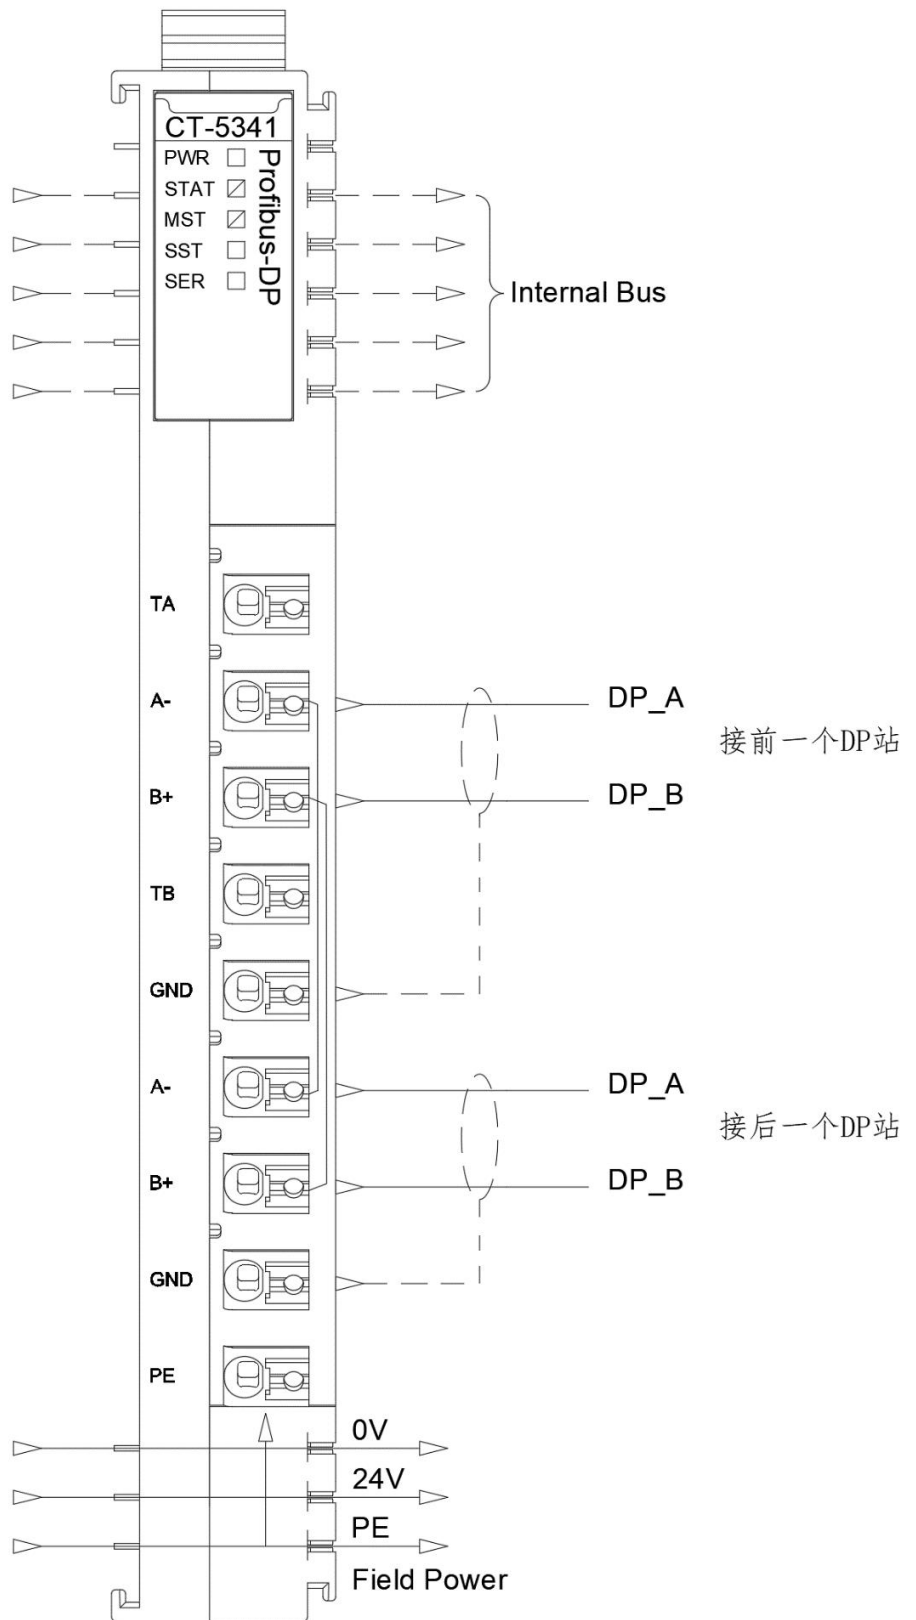 CT-5341
PWR
STAT
MST
SST
SER
Profibus-DP
Internal Bus
TA
A-
DP_A
接前一个DP站
B+
DP_B
TB
GND
A-
DP_A
接后一个DP站
B+
DP_B
GND
PE
0V
24V
PE
Field Power